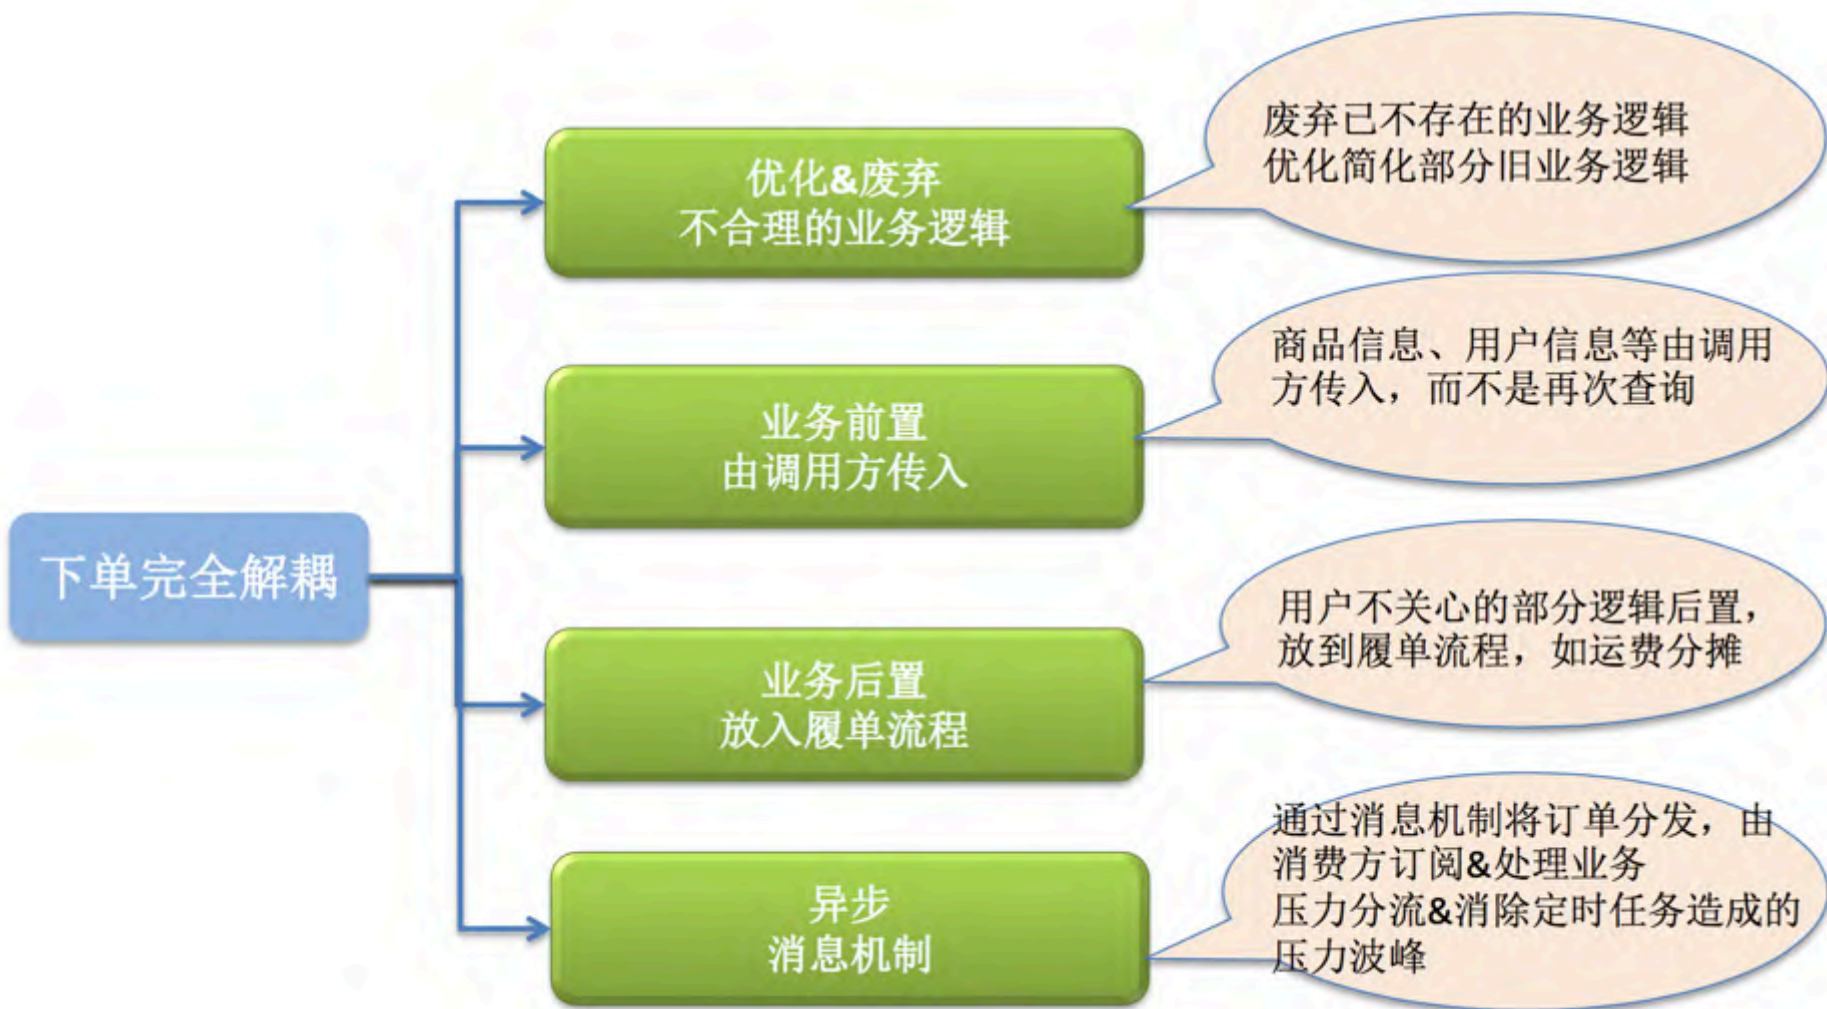 下单完全解耦
优化&废弃
不合理的业务逻辑
废弃已不存在的业务逻辑
优化简化部分旧业务逻辑
业务前置
由调用方传入
商品信息、用户信息等由调用
方传入，而不是再次查询
业务后置
放入履单流程
用户不关心的部分逻辑后置，
放到履单流程，如运费分摊
异步
消息机制
通过消息机制将订单分发，由
消费方订阅&处理业务
压力分流&消除定时任务造成的
压力波峰